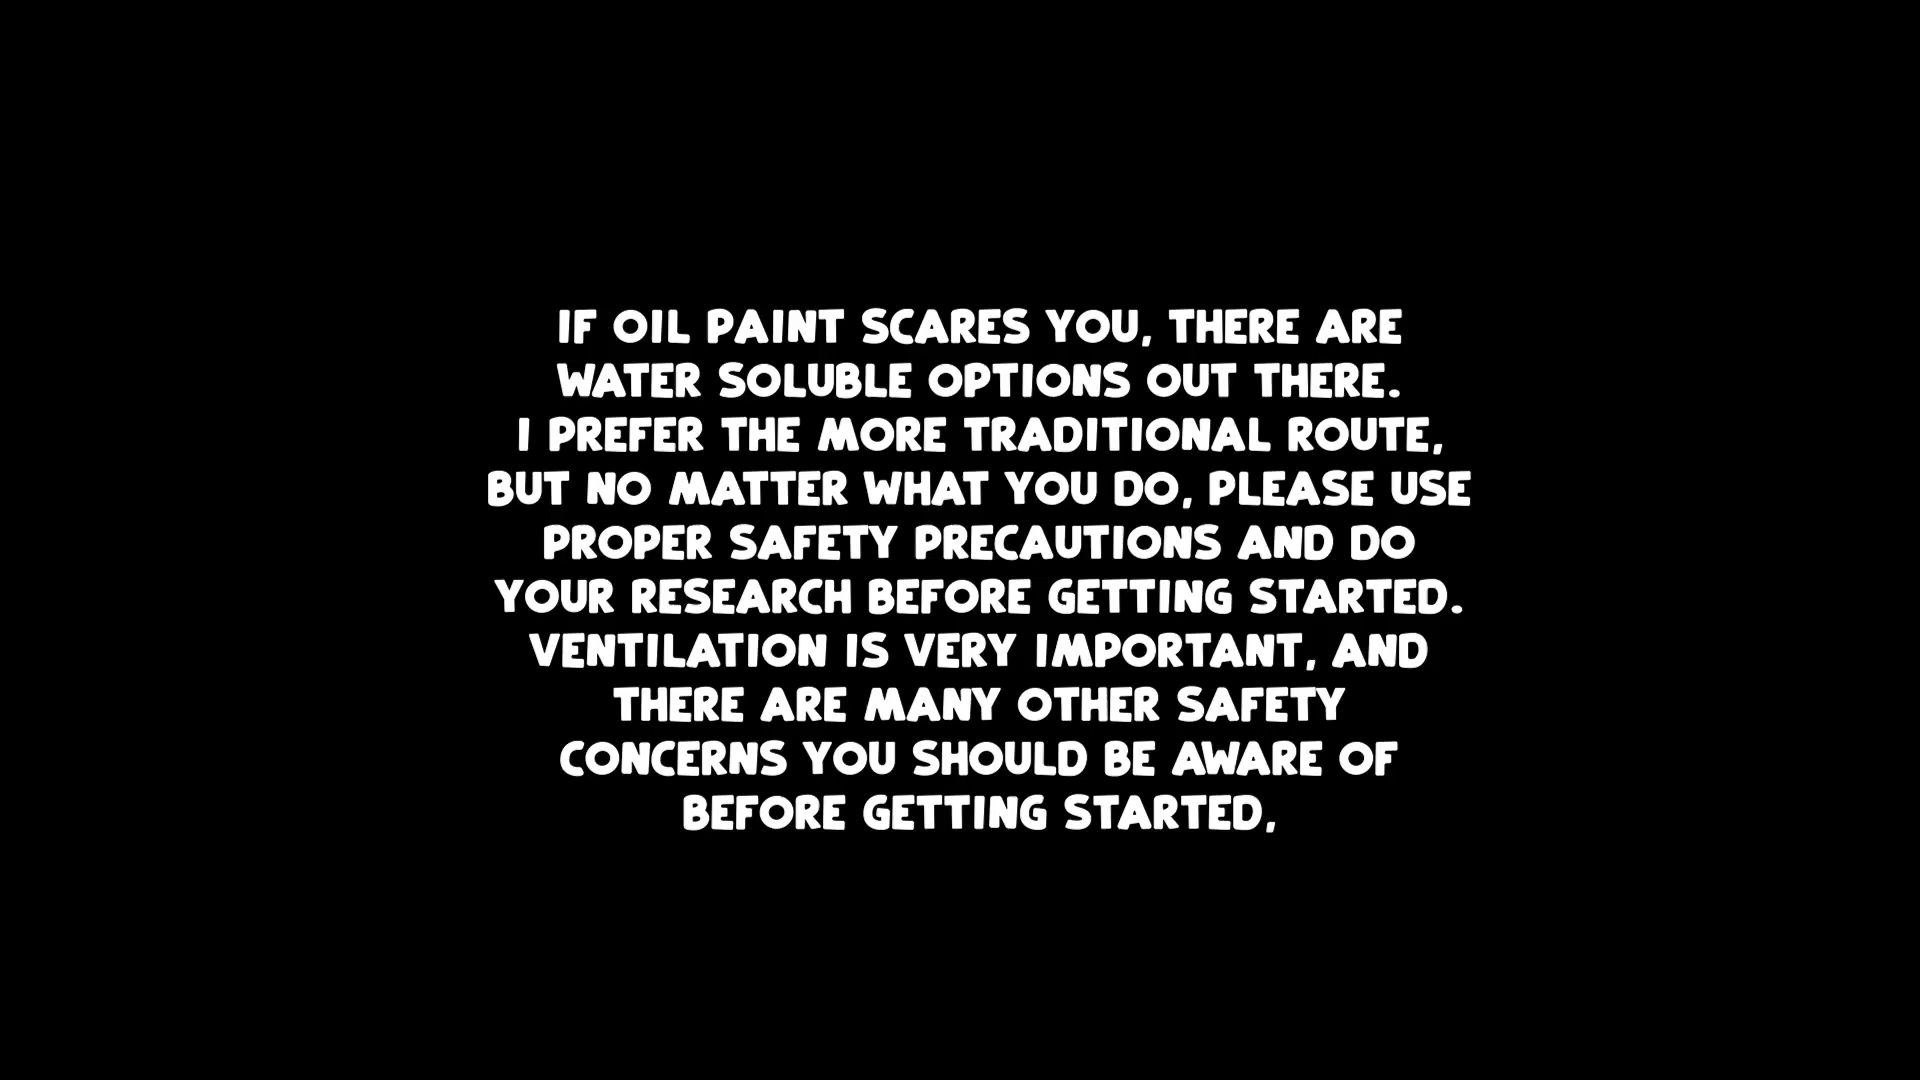 IF OIL PAINT SCARES YOU, THERE ARE
WATER SOLUBLE OPTIONS OUT THERE.
I PREFER THE MORE TRADITIONAL ROUTE,
BUT NO MATTER WHAT YOU DO, PLEASE USE
PROPER SAFETY PRECAUTIONS AND DO
YOUR RESEARCH BEFORE GETTING STARTED.
VENTILATION IS VERY IMPORTANT, AND
THERE ARE MANY OTHER SAFETY
CONCERNS YOU SHOULD BE AWARE OF
BEFORE GETTING STARTED,